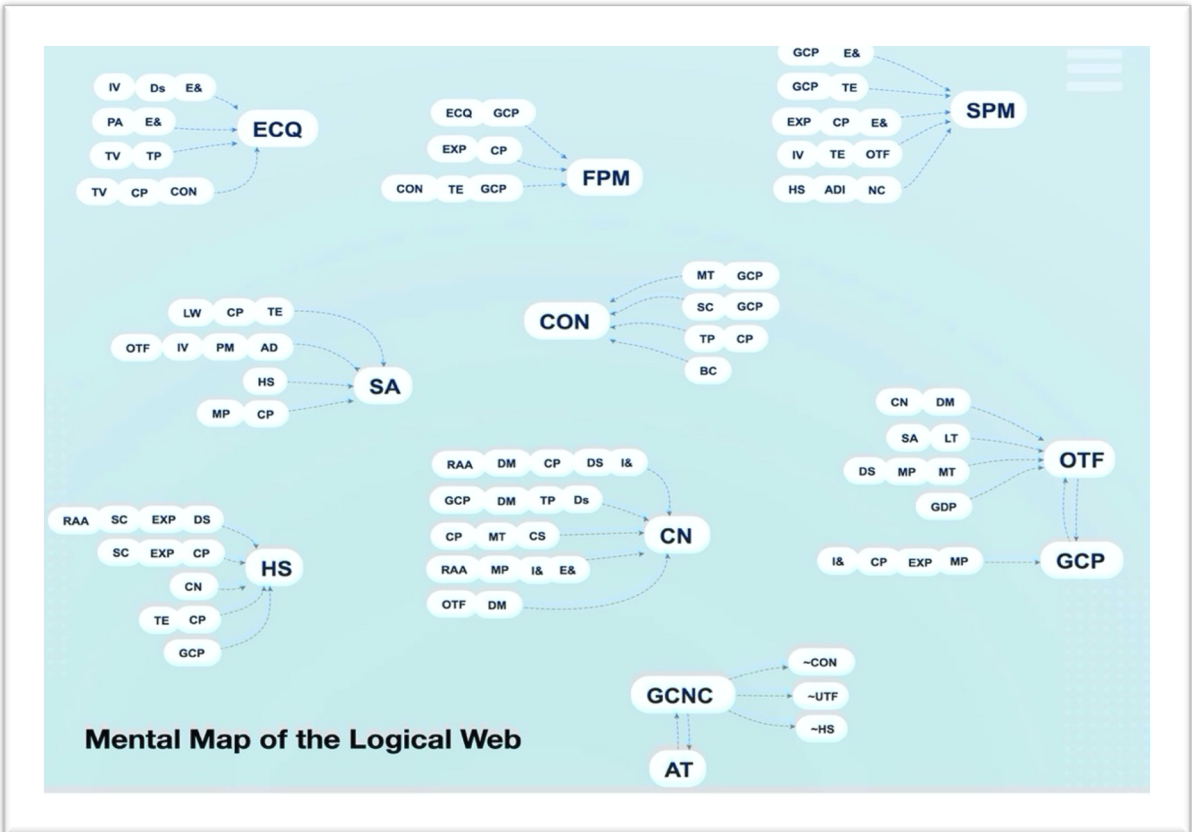 IV Ds E&
PA E&
TV TP
TV CP CON
ECQ
ECQ GCP
EXP CP
CON TE GCP
FPM
GCP E&
GCP TE
EXP CP E&
IV TE OTF
HS ADI NC
SPM
LW CP TE
OTF IV PM AD
HS
MP CP
SA
CON
MT GCP
SC GCP
TP CP
BC
CN DM
SA LT
DS MP MT
GDP
OTF
I& CP EXP MP
GCP
RAA SC EXP DS
SC EXP CP
CN
TE CP
GCP
HS
RAA DM CP DS I&
GCP DM TP Ds
CP MT CS
RAA MP I& E&
OTF DM
CN
GCNC
~CON
~UTF
~HS
AT
Mental Map of the Logical Web